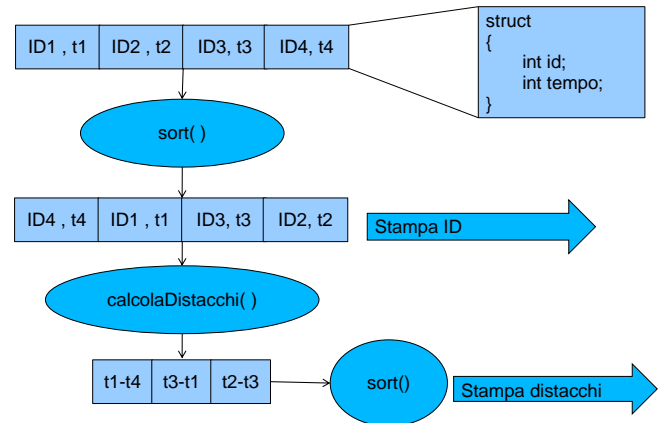 struct
{
int id;
int tempo;
}
ID1 , t1 ID2 , t2 ID3, t3 ID4, t4
sort( )
ID4 , t4 ID1 , t1 ID3, t3 ID2, t2
Stampa ID
calcolaDistacchi( )
t1-t4 t3-t1 t2-t3
sort()
Stampa distacchi